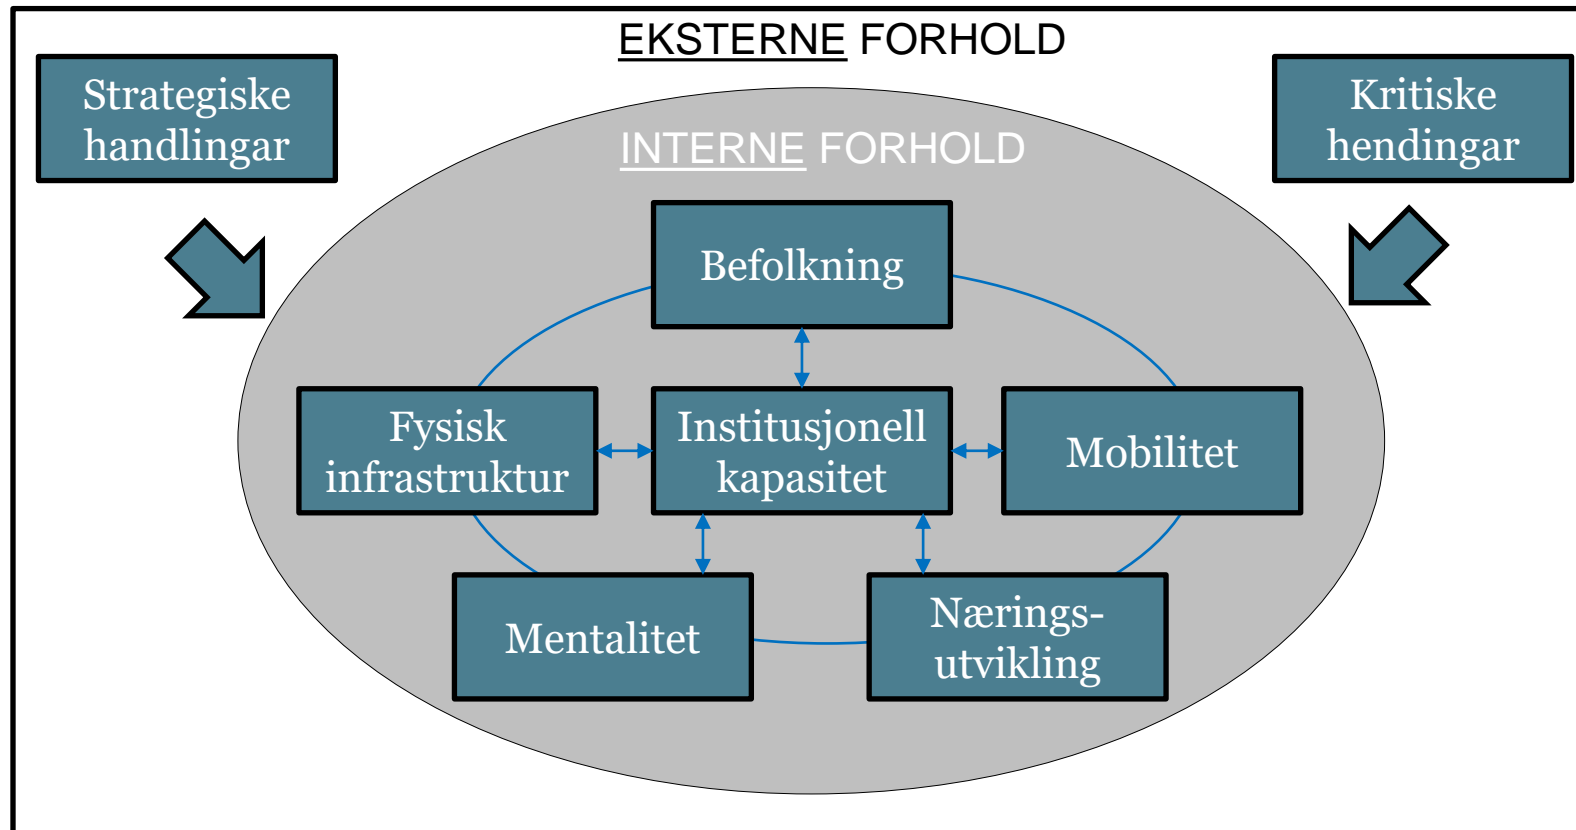 EKSTERNE FORHOLD
Strategiske
handlingar
Kritiske
hendingar
INTERNE FORHOLD
Befolkning
Fysisk
infrastruktur
Institusjonell
kapasitet
Mobilitet
Mentalitet
Nærings-
utvikling